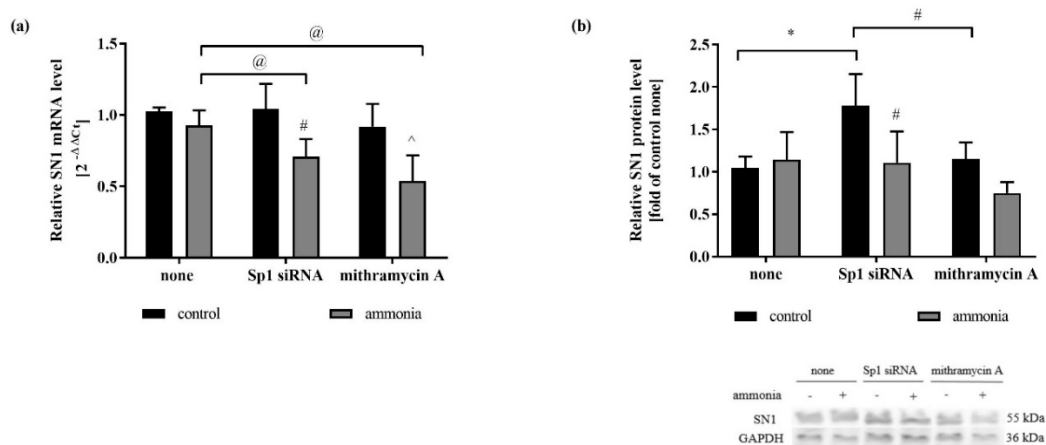 (a)
Relative SN1 mRNA level
[2 -ΔΔCt]
1.5
1.0
0.5
0.0
@
@
#
^
none
Sp1 siRNA
mithramycin A
control
ammonia
(b)
Relative SN1 protein level
[fold of control none]
2.5
2.0
1.5
1.0
0.5
0.0
*
#
#
none
Sp1 siRNA
mithramycin A
control
ammonia
none Sp1 siRNA mithramycin A
ammonia - + - + - +
SN1 55 kDa
GAPDH 36 kDa